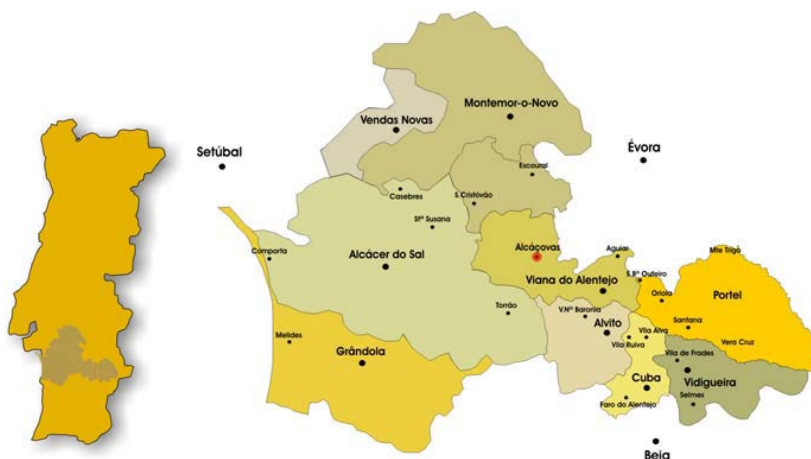 Montemor-o-Novo
Vendas Novas
Setúbal
Évora
Escoural
Casebres
S.Cristóvão
Stª Susana
Alcáçovas
Aguiar
Mte Trigo
Comporta
Alcácer do Sal
Viana do Alentejo
S.Bº Outeiro
Oriola
Portel
Torrão
V.Nª Baronia
Alvito
Vila Alva
Santana
Vila Ruiva
Vera Cruz
Melides
Grândola
Vila de Frades
Cuba
Vidigueira
Faro do Alentejo
Selmes
Beja